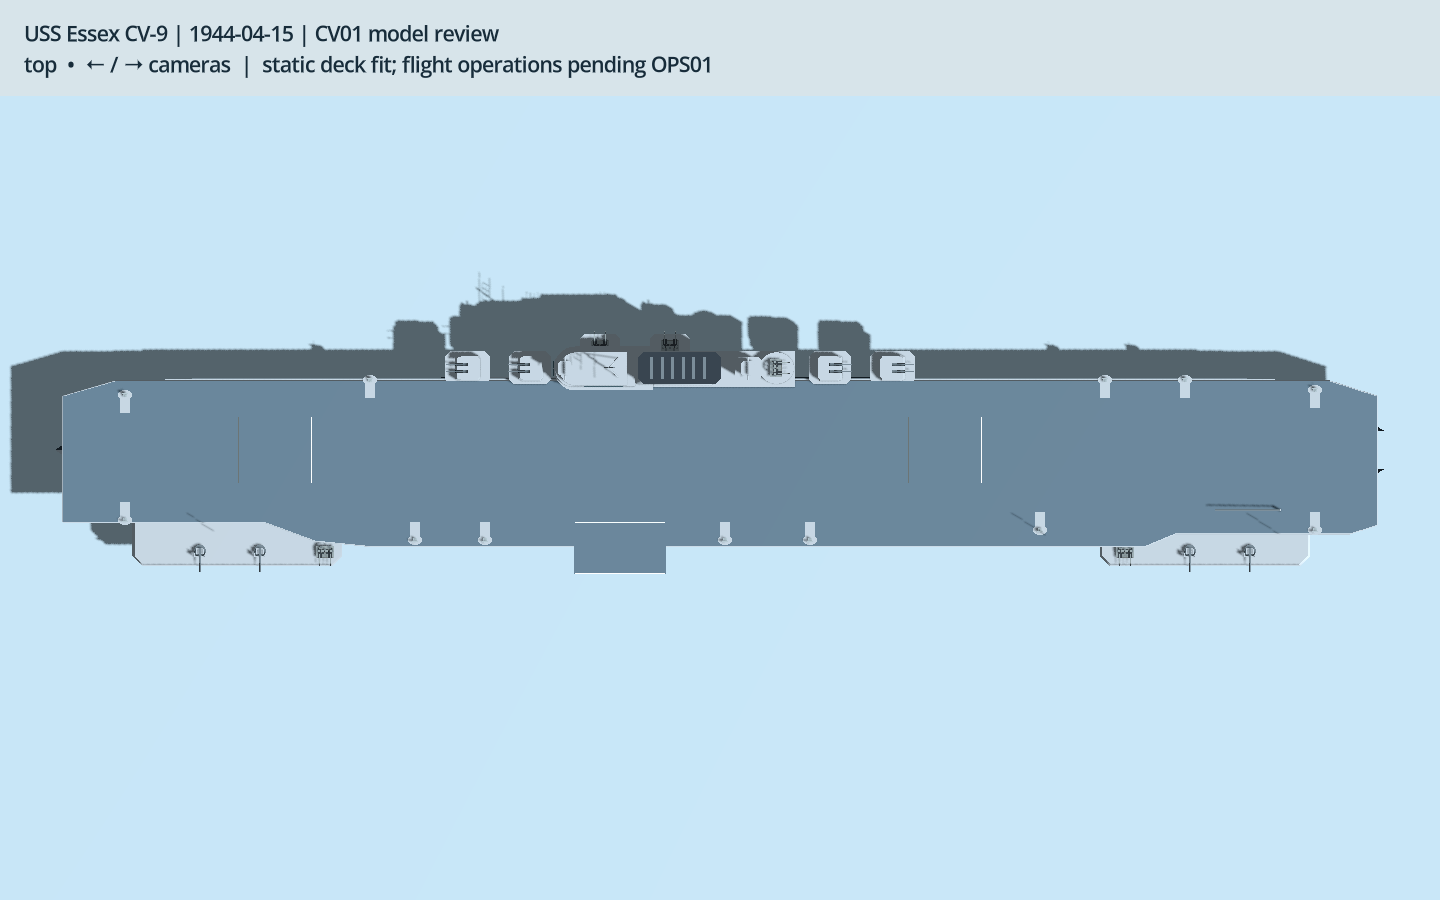 USS Essex CV-9 | 1944-04-15 | CV01 model review
top • ← / → cameras | static deck fit; flight operations pending OPS01